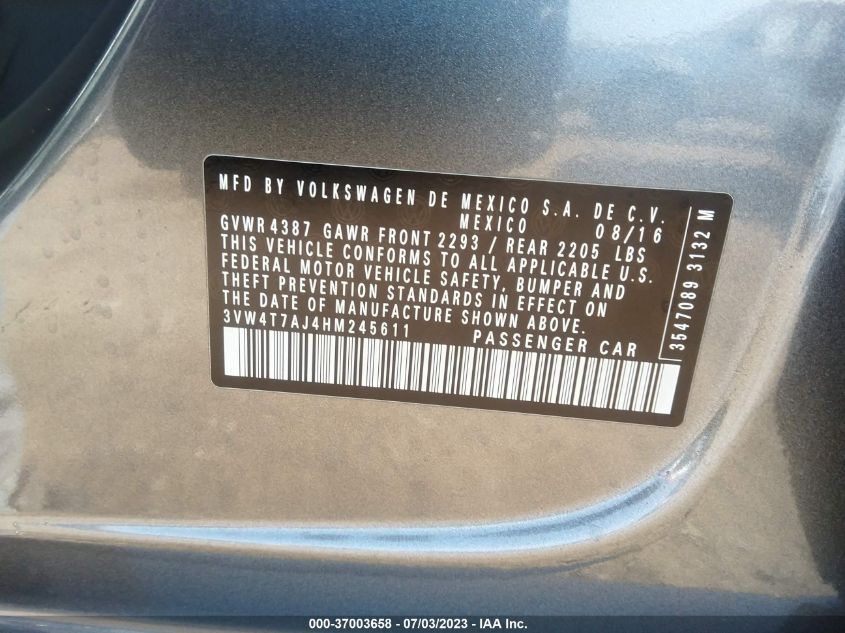 MFD BY VOLKSWAGEN DE MEXICO S.A. DE C.V.
MEXICO 08/16
GVWR 4387 GAWR FRONT 2293 / REAR 2205 LBS
THIS VEHICLE CONFORMS TO ALL APPLICABLE U.S.
FEDERAL MOTOR VEHICLE SAFETY, BUMPER AND
THEFT PREVENTION STANDARDS IN EFFECT ON
THE DATE OF MANUFACTURE SHOWN ABOVE.
3VW4T7AJ4HM245611 PASSENGER CAR
3547089 3132 M
000-37003658 - 07/03/2023 - IAA Inc.